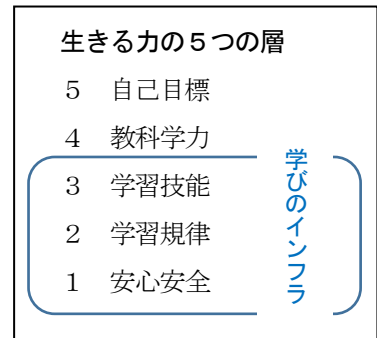 生きる力の５つの層
５　自己目標
４　教科学力
３　学習技能
２　学習規律
１　安心安全
学びのインフラ